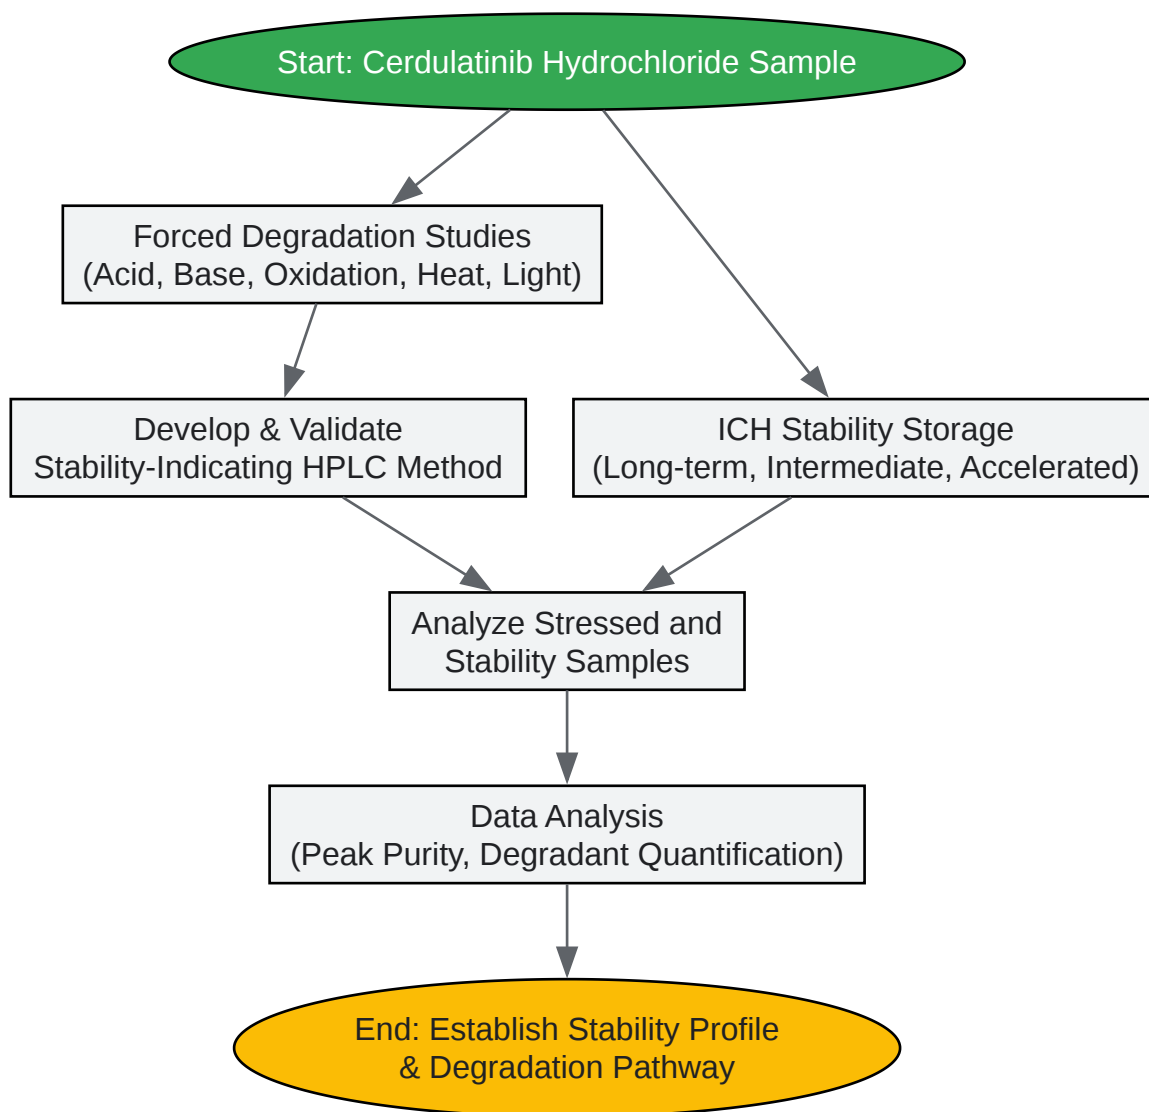 Start: Cerdulatinib Hydrochloride Sample
Forced Degradation Studies
(Acid, Base, Oxidation, Heat, Light)
Develop & Validate
Stability-Indicating HPLC Method
ICH Stability Storage
(Long-term, Intermediate, Accelerated)
Analyze Stressed and
Stability Samples
Data Analysis
(Peak Purity, Degradant Quantification)
End: Establish Stability Profile
& Degradation Pathway